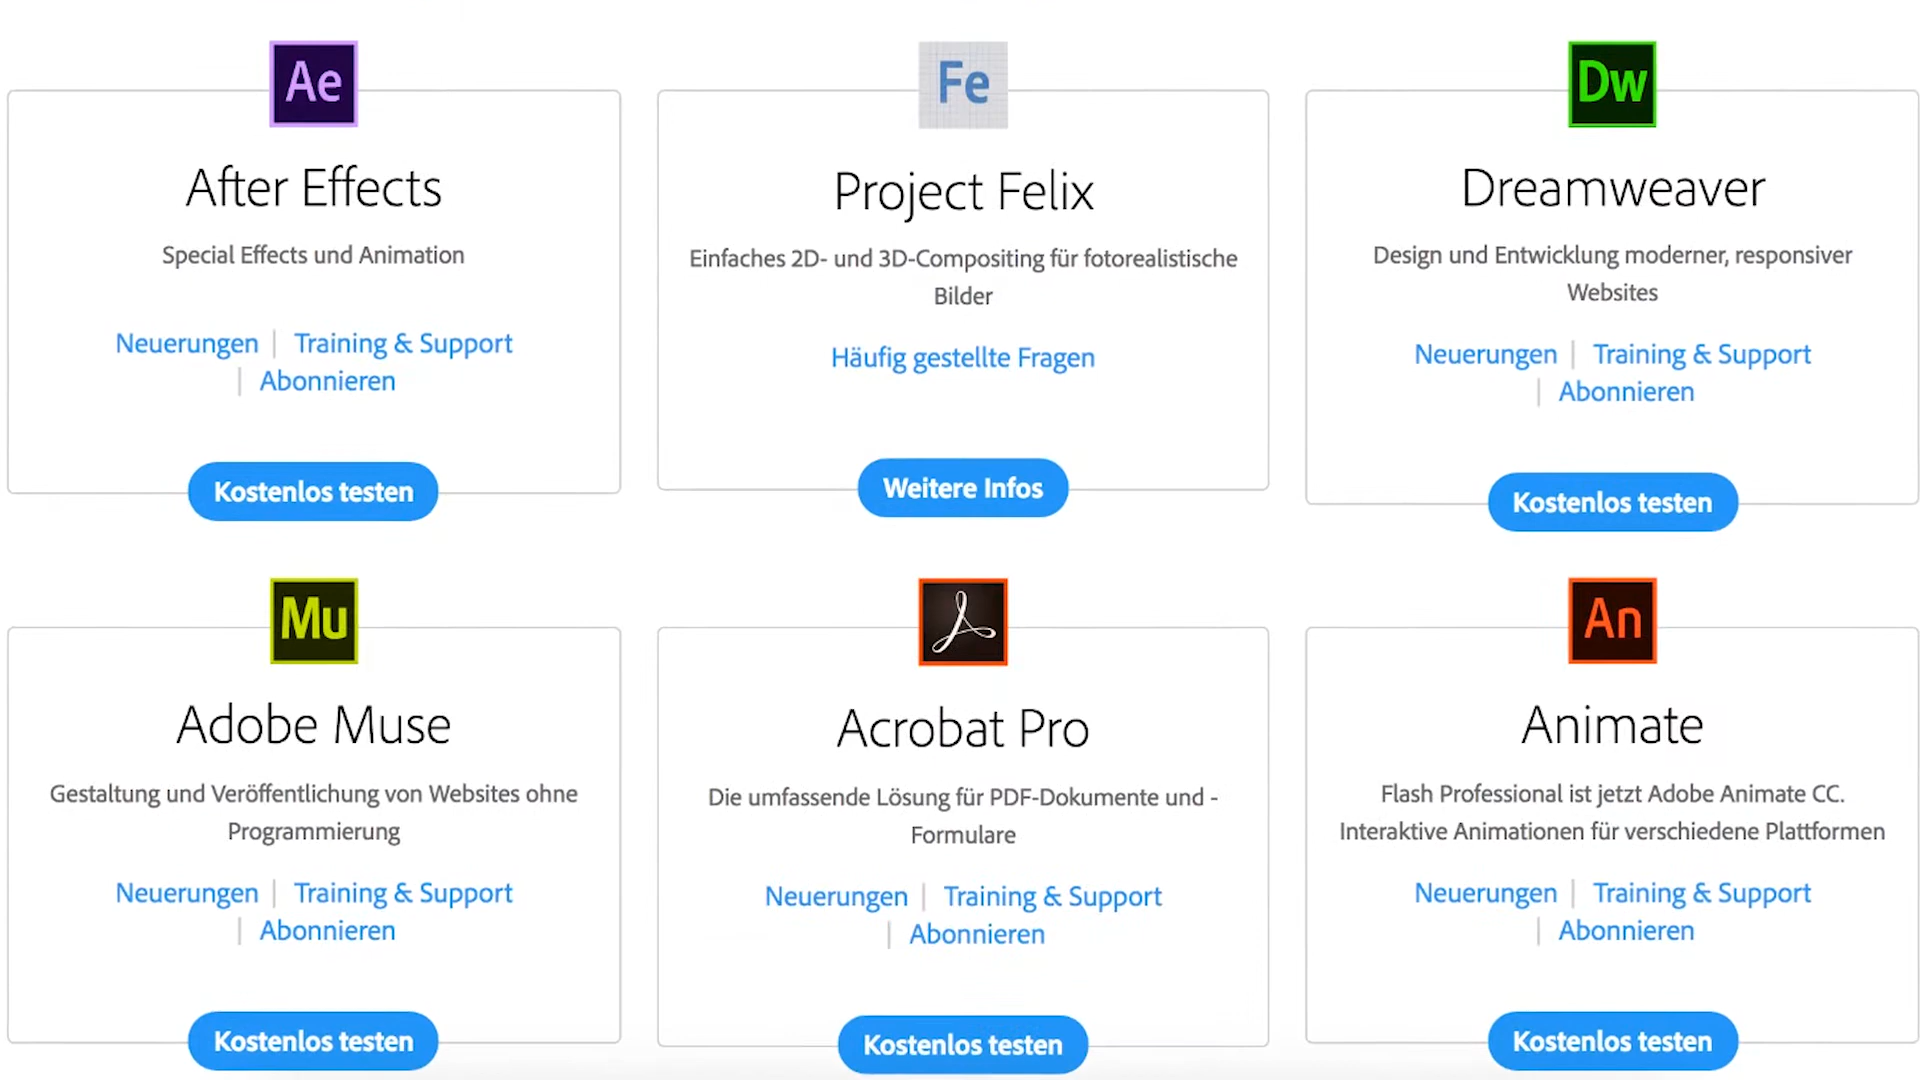 Ae
After Effects
Special Effects und Animation
Neuerungen | Training & Support
| Abonnieren
Kostenlos testen
Fe
Project Felix
Einfaches 2D- und 3D-Compositing für fotorealistische
Bilder
Häufig gestellte Fragen
Weitere Infos
Dw
Dreamweaver
Design und Entwicklung moderner, responsiver
Websites
Neuerungen | Training & Support
| Abonnieren
Kostenlos testen
Mu
Adobe Muse
Gestaltung und Veröffentlichung von Websites ohne
Programmierung
Neuerungen | Training & Support
| Abonnieren
Kostenlos testen
Acrobat Pro
Die umfassende Lösung für PDF-Dokumente und -
Formulare
Neuerungen | Training & Support
| Abonnieren
Kostenlos testen
An
Animate
Flash Professional ist jetzt Adobe Animate CC.
Interaktive Animationen für verschiedene Plattformen
Neuerungen | Training & Support
| Abonnieren
Kostenlos testen